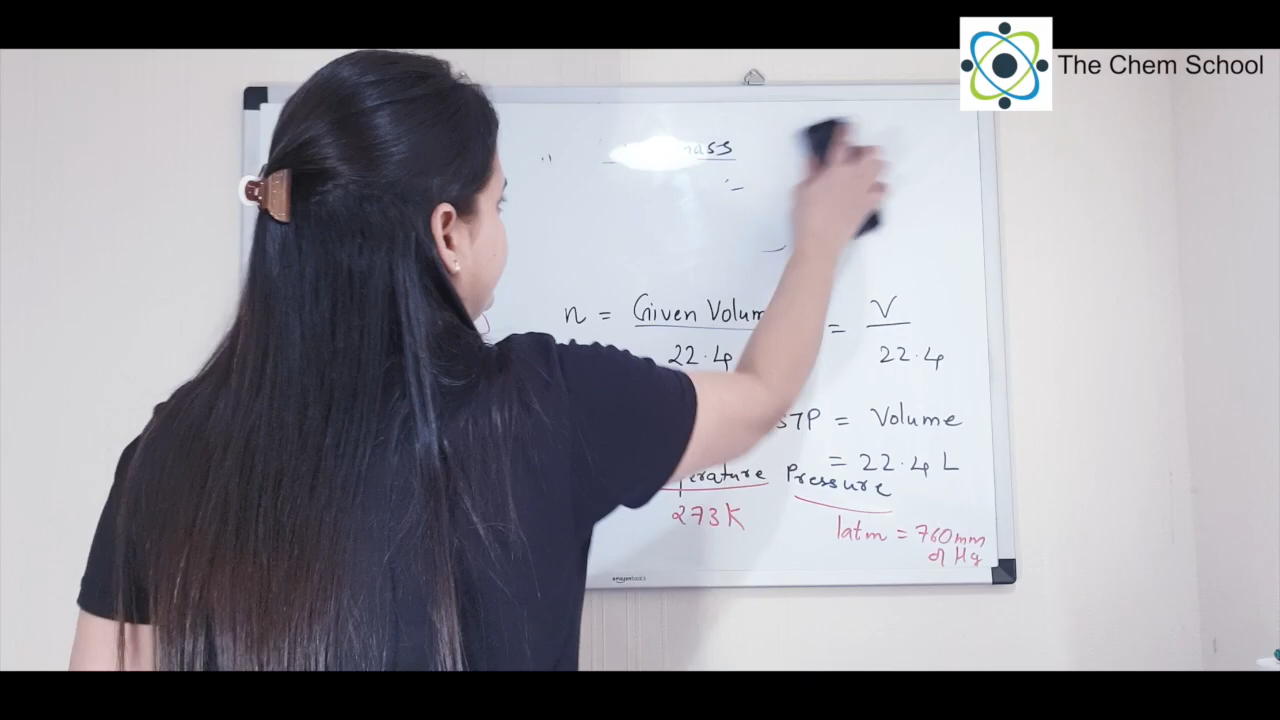 The Chem School
n = Given Volum = V
22.4 22.4
STP = Volume
= 22.4 L
perature Pressure
273K 1atm = 760mm
of Hg